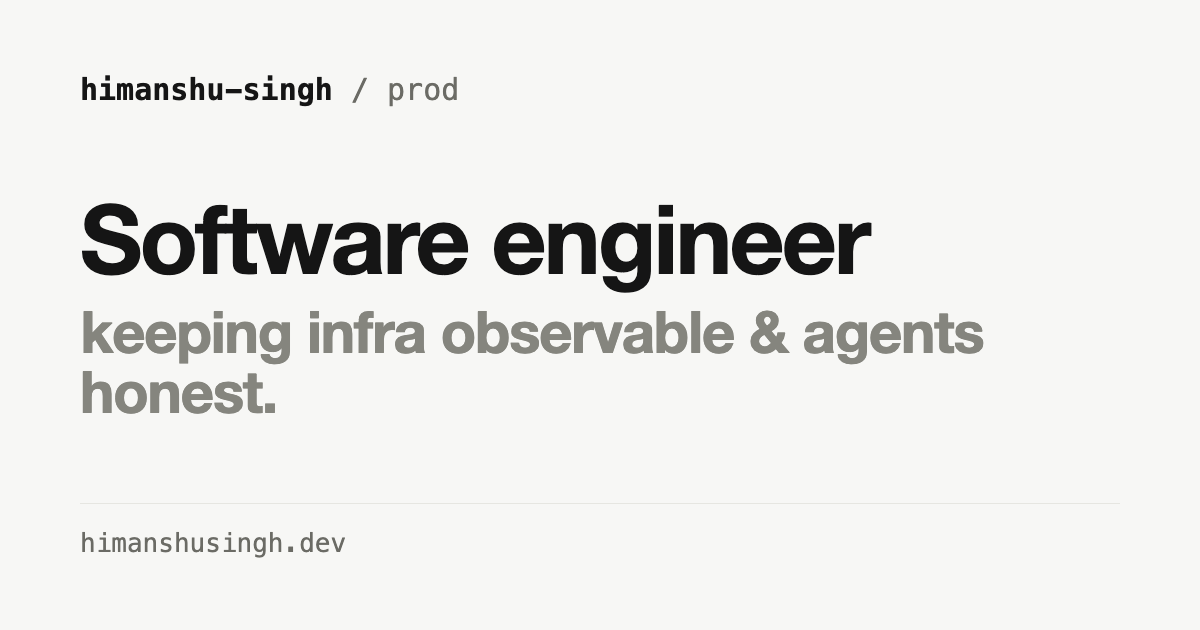 himanshu-singh / prod
Software engineer
keeping infra observable & agents
honest.
himanshusingh.dev